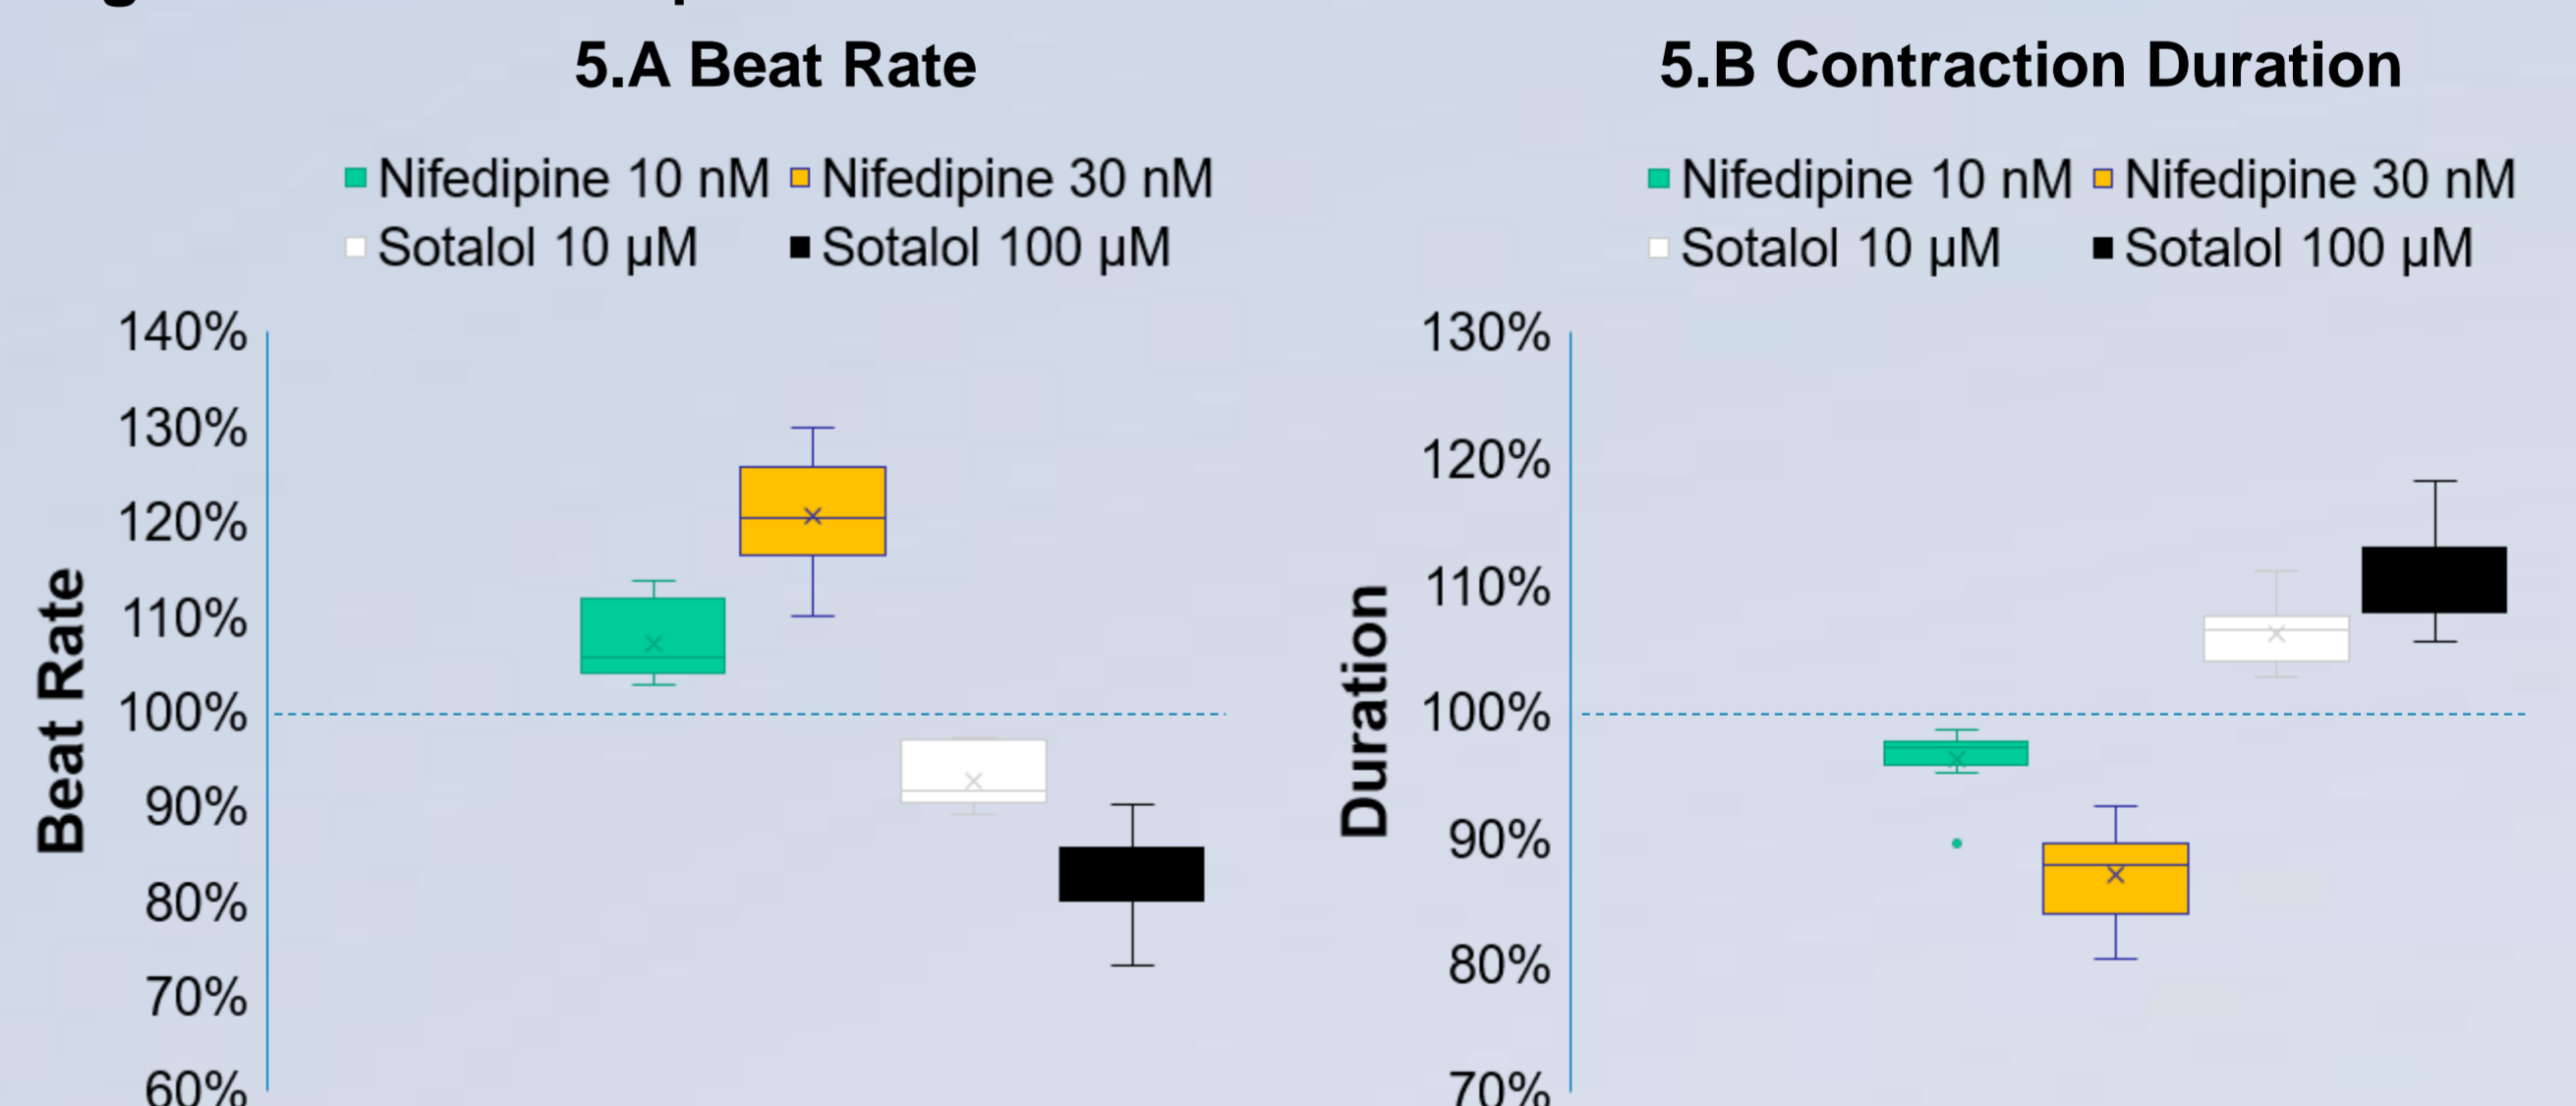 5.A Beat Rate
Nifedipine 10 nM Nifedipine 30 nM
Sotalol 10 µM Sotalol 100 µM
140%
130%
120%
110%
100%
90%
80%
70%
60%
Beat Rate
5.B Contraction Duration
Nifedipine 10 nM Nifedipine 30 nM
Sotalol 10 µM Sotalol 100 µM
130%
120%
110%
100%
90%
80%
70%
Duration